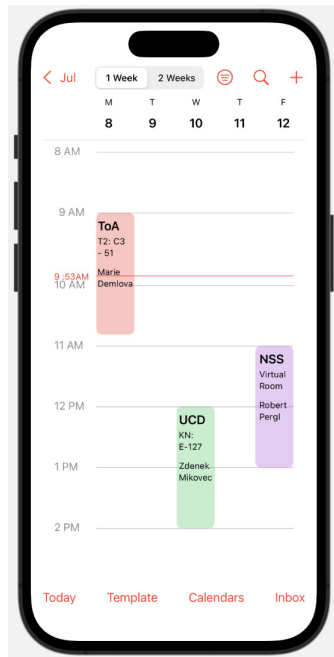 Jul
1 Week 2 Weeks
M T W T F
8 9 10 11 12
8 AM
9 AM
ToA
T2: C3
- 51
Marie
Demlova
9 :53AM
10 AM
11 AM
NSS
Virtual
Room
Robert
Pergl
12 PM
UCD
KN:
E-127
Zdenek
Mikovec
1 PM
2 PM
Today Template Calendars Inbox